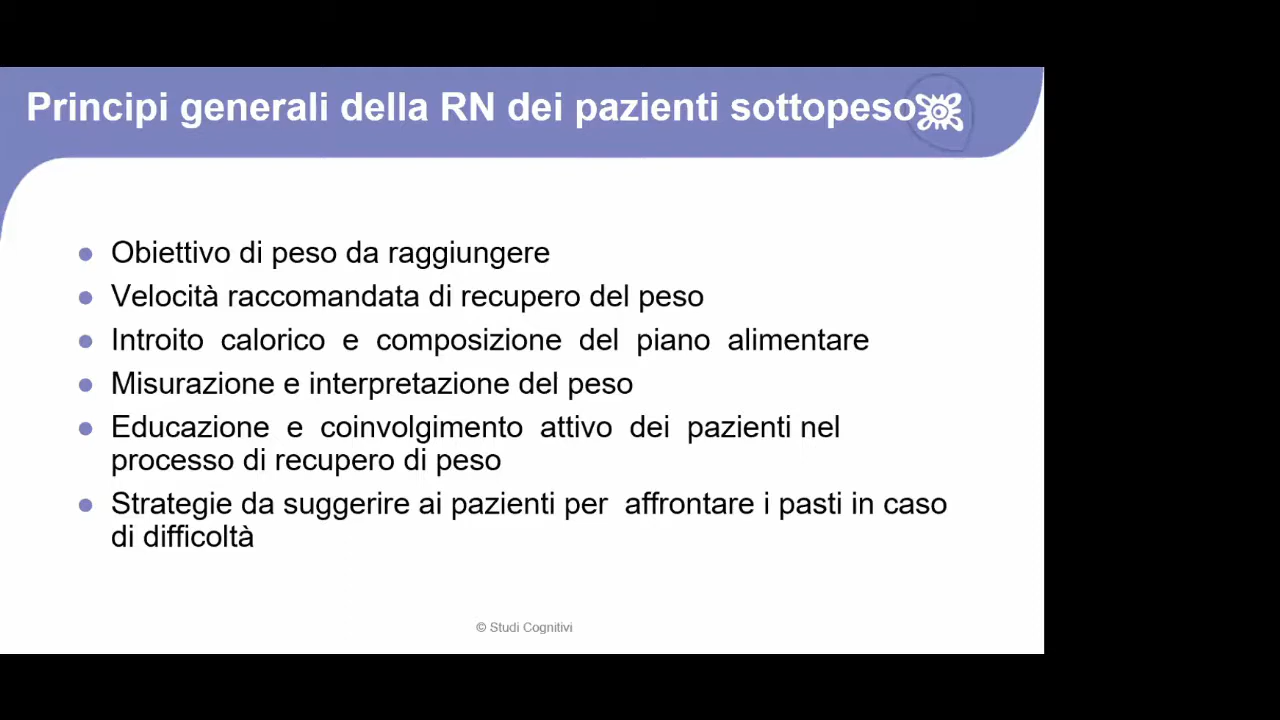 Principi generali della RN dei pazienti sottopeso
Obiettivo di peso da raggiungere
Velocità raccomandata di recupero del peso
Introito calorico e composizione del piano alimentare
Misurazione e interpretazione del peso
Educazione e coinvolgimento attivo dei pazienti nel
processo di recupero di peso
Strategie da suggerire ai pazienti per affrontare i pasti in caso
di difficoltà
© Studi Cognitivi